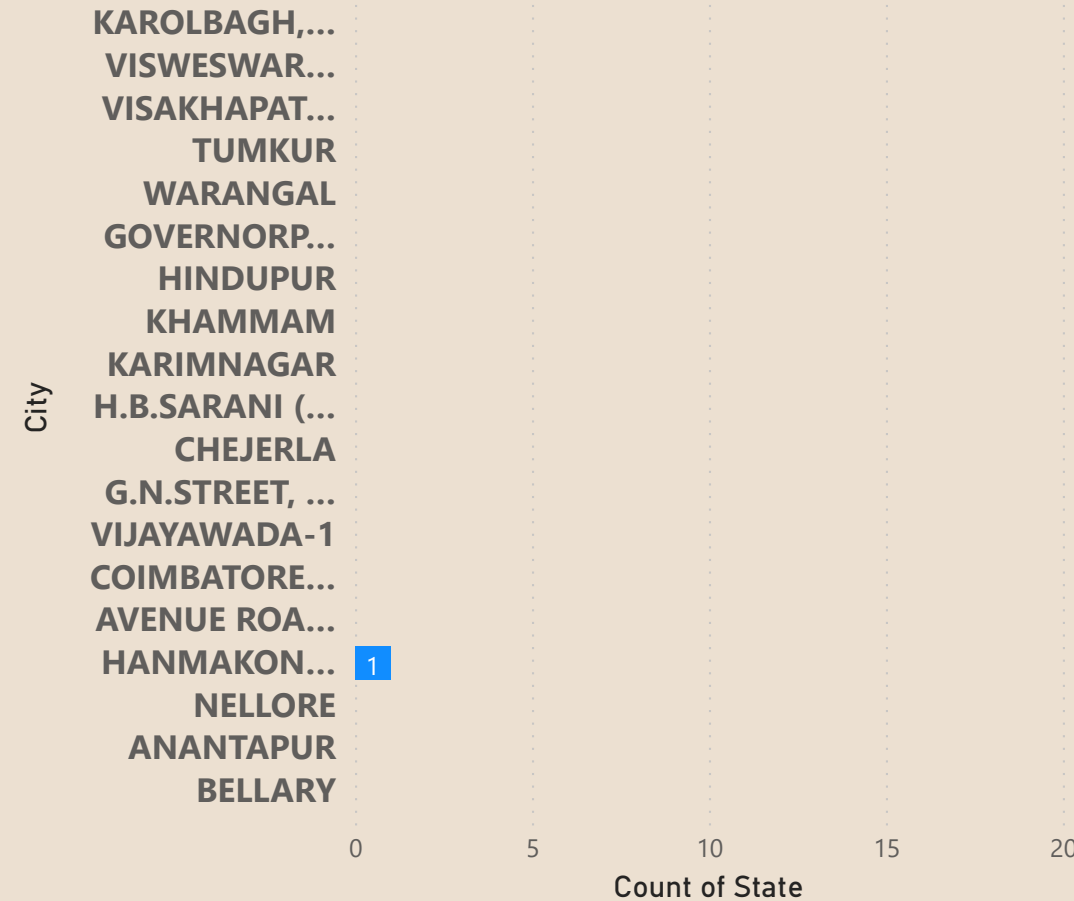 KAROLBAGH,...
VISWESWAR...
VISAKHAPAT...
TUMKUR
WARANGAL
GOVERNORP...
HINDUPUR
KHAMMAM
KARIMNAGAR
H.B.SARANI (...
CHEJERLA
G.N.STREET, ...
VIJAYAWADA-1
COIMBATORE...
AVENUE ROA...
HANMAKON... 1
NELLORE
ANANTAPUR
BELLARY
City
0 5 10 15 20
Count of State